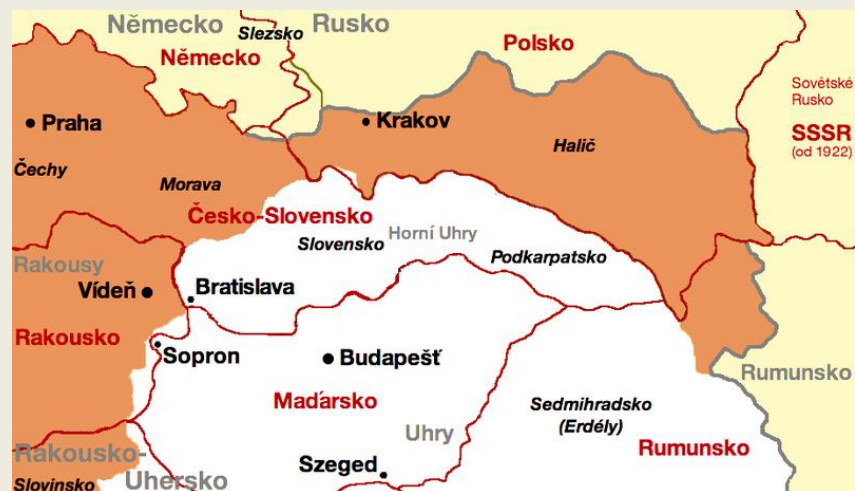 Německo
Rusko
Slezsko
Německo
Polsko
Sovětské
Rusko
SSSR
(od 1922)
Praha
Krakov
Halič
Čechy
Morava
Česko-Slovensko
Slovensko
Horní Uhry
Podkarpatsko
Rakousy
Vídeň
Bratislava
Rakousko
Sopron
Budapešť
Rumunsko
Maďarsko
Sedmihradsko
(Erdély)
Uhry
Rumunsko
Rakousko-
Uhersko
Szeged
Slovinsko